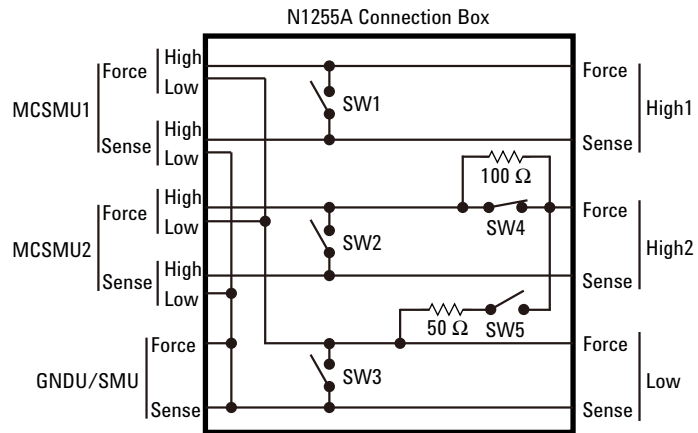 N1255A Connection Box
MCSMU1
Force
High
Low
Sense
High
Low
SW1
Force
Sense
High1
MCSMU2
Force
High
Low
Sense
High
Low
SW2
100 Ω
SW4
Force
Sense
High2
50 Ω
SW5
GNDU/SMU
Force
Sense
SW3
Force
Sense
Low